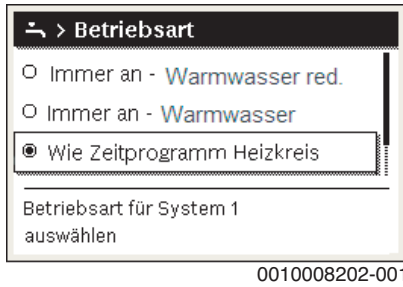 > Betriebsart
Immer an - Warmwasser red.
Immer an - Warmwasser
Wie Zeitprogramm Heizkreis
Betriebsart für System 1
auswählen
0010008202-001